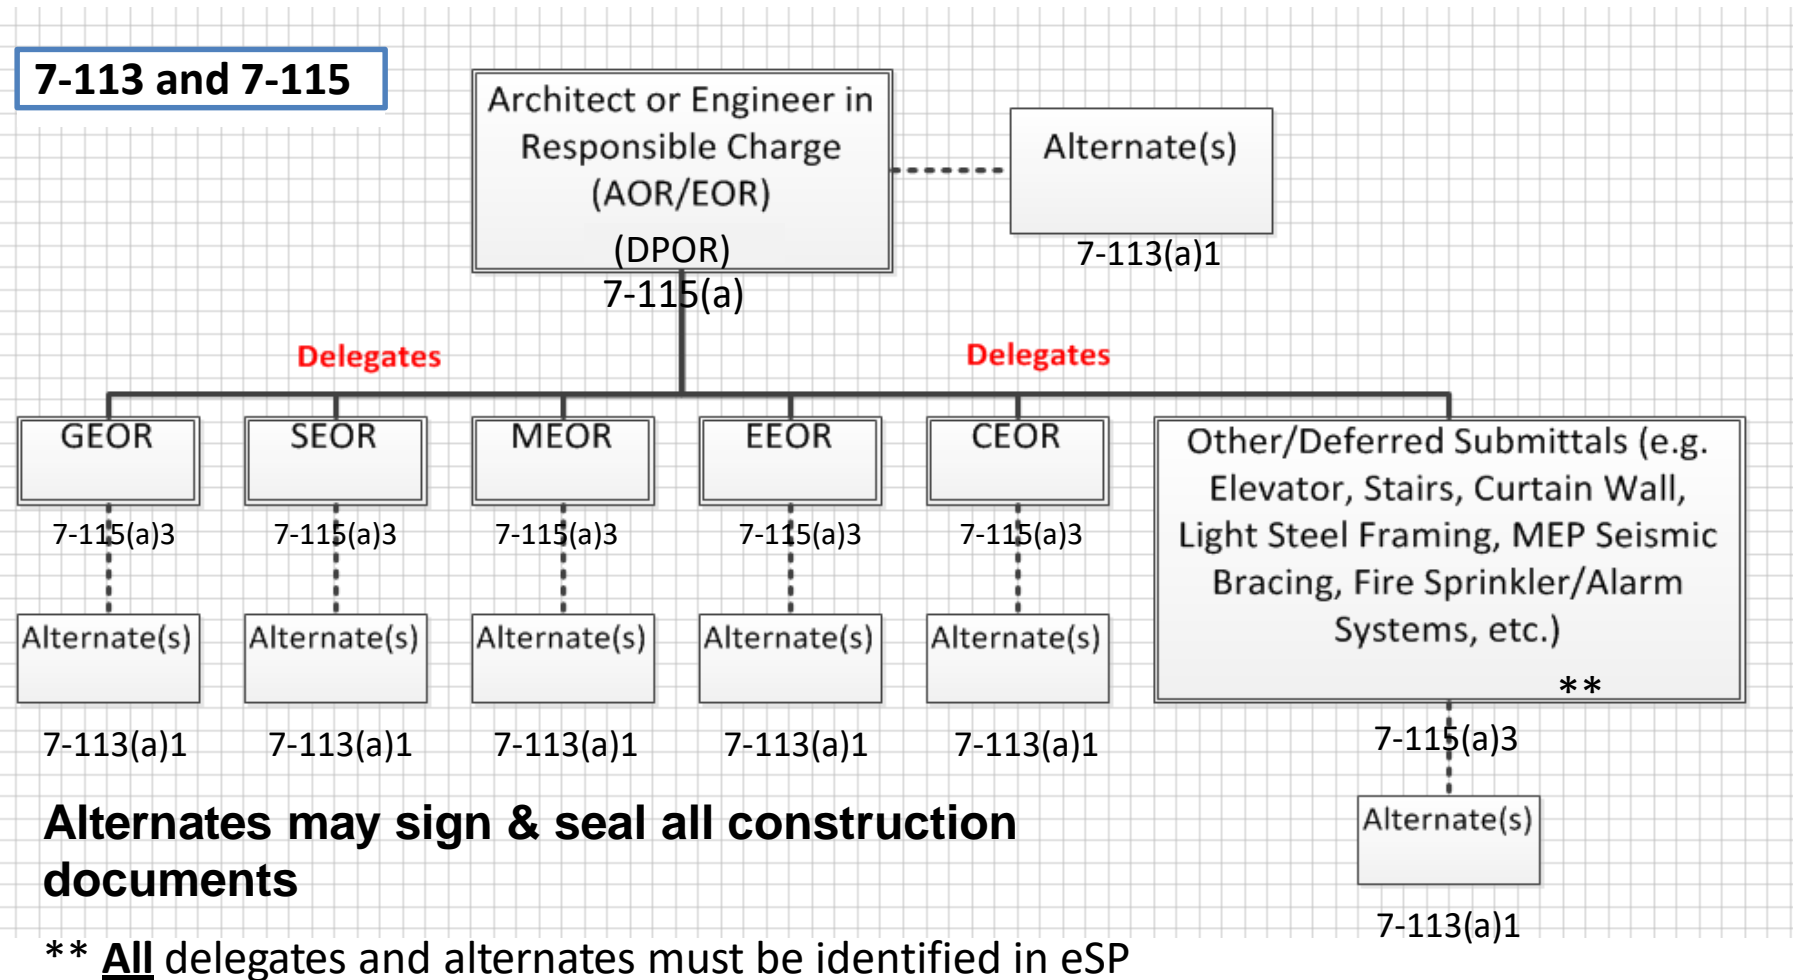 7-113 and 7-115
Architect or Engineer in
Responsible Charge
(AOR/EOR)
(DPOR)
7-115(a)
Alternate(s)
7-113(a)1
Delegates
Delegates
GEOR
7-115(a)3
SEOR
7-115(a)3
MEOR
7-115(a)3
EEOR
7-115(a)3
CEOR
7-115(a)3
Other/Deferred Submittals (e.g.
Elevator, Stairs, Curtain Wall,
Light Steel Framing, MEP Seismic
Bracing, Fire Sprinkler/Alarm
Systems, etc.)
**
7-115(a)3
Alternate(s)
7-113(a)1
Alternate(s)
7-113(a)1
Alternate(s)
7-113(a)1
Alternate(s)
7-113(a)1
Alternate(s)
7-113(a)1
Alternate(s)
7-113(a)1
Alternates may sign & seal all construction
documents
** All delegates and alternates must be identified in eSP